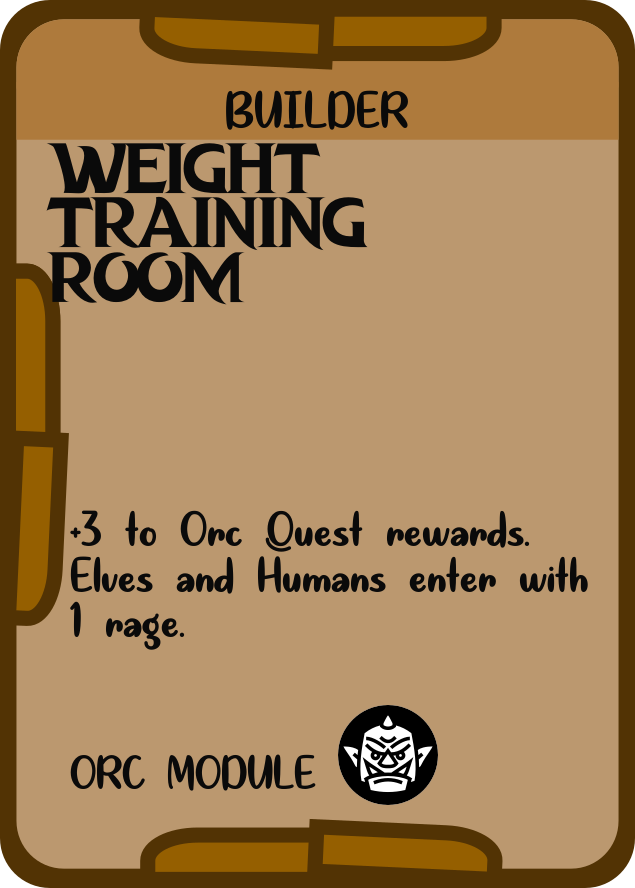 BUILDER
WEIGHT
TRAINING
ROOM
+3 to Orc Quest rewards.
Elves and Humans enter with
1 rage.
ORC MODULE